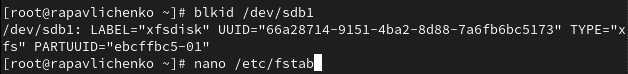 [root@rapavlichenko ~]# blkid /dev/sdb1
/dev/sdb1: LABEL="xfsdisk" UUID="66a28714-9151-4ba2-8d88-7a6fb6bc5173" TYPE="x
fs" PARTUUID="ebcffbc5-01"
[root@rapavlichenko ~]# nano /etc/fstab